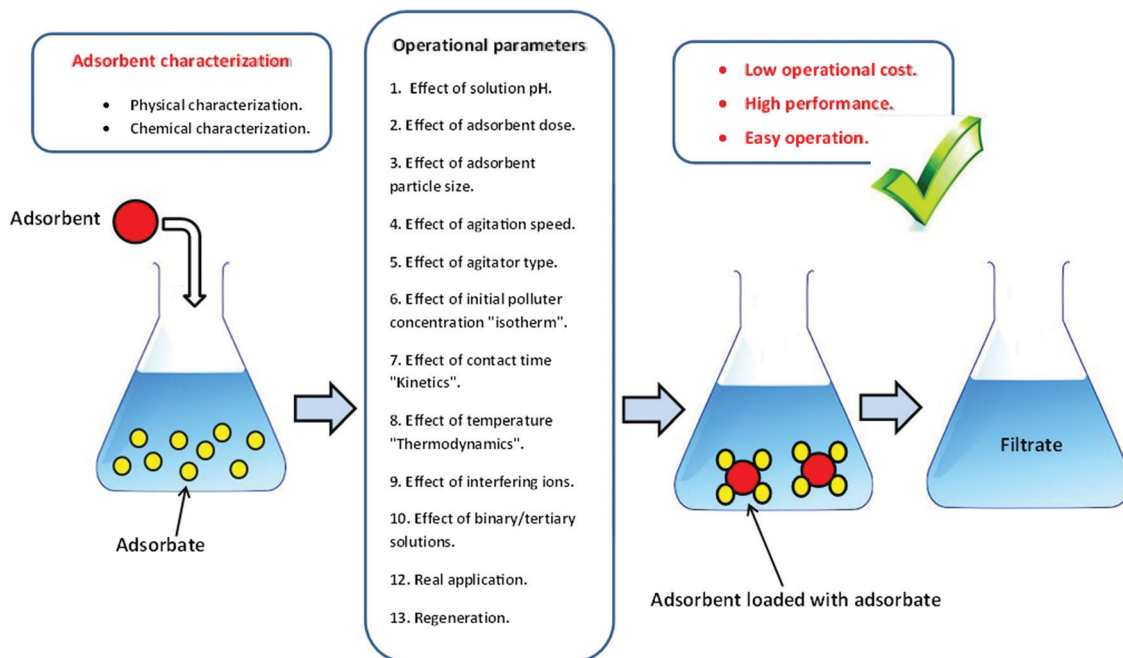 Adsorbent characterization
• Physical characterization.
• Chemical characterization.
Adsorbent
Adsorbate
Operational parameters
1. Effect of solution pH.
2. Effect of adsorbent dose.
3. Effect of adsorbent
particle size.
4. Effect of agitation speed.
5. Effect of agitator type.
6. Effect of initial polluter
concentration "isotherm".
7. Effect of contact time
"Kinetics".
8. Effect of temperature
"Thermodynamics".
9. Effect of interfering ions.
10. Effect of binary/tertiary
solutions.
12. Real application.
13. Regeneration.
• Low operational cost.
• High performance.
• Easy operation.
Adsorbent loaded with adsorbate
Filtrate